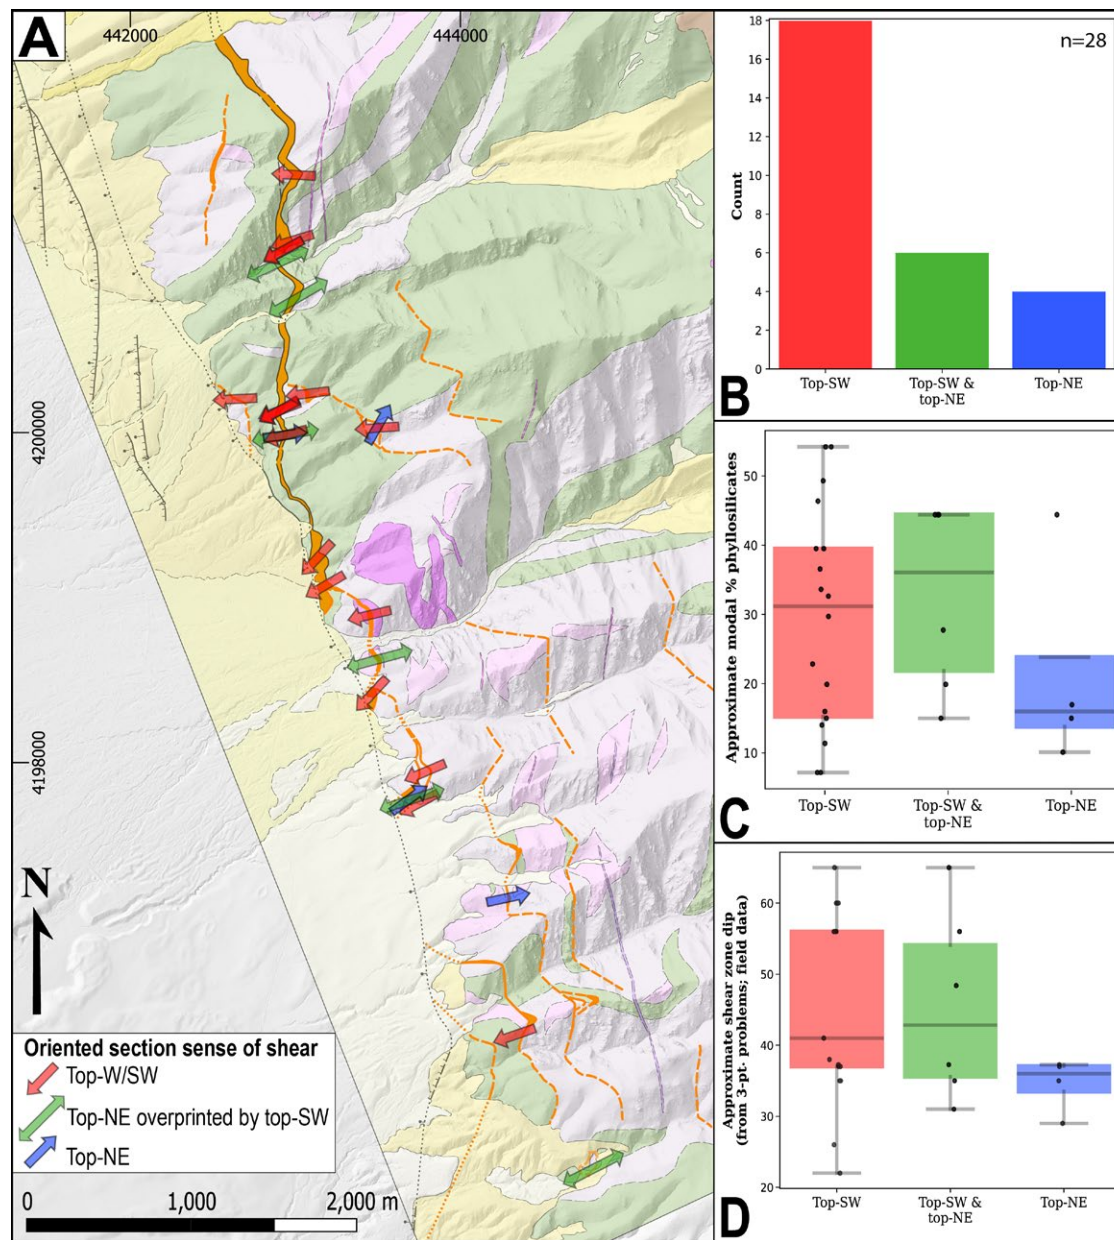 A
442000
444000
4200000
4198000
N
Oriented section sense of shear
Top-W/SW
Top-NE overprinted by top-SW
Top-NE
0
1,000
2,000 m
B
n=28
Count
18
16
14
12
10
8
6
4
2
0
Top-SW
Top-SW &
top-NE
Top-NE
C
Approximate modal % phyllosilicates
50
40
30
20
10
Top-SW
Top-SW &
top-NE
Top-NE
D
Approximate shear zone dip
(from 3-pt- problems; field data)
60
50
40
30
20
Top-SW
Top-SW &
top-NE
Top-NE